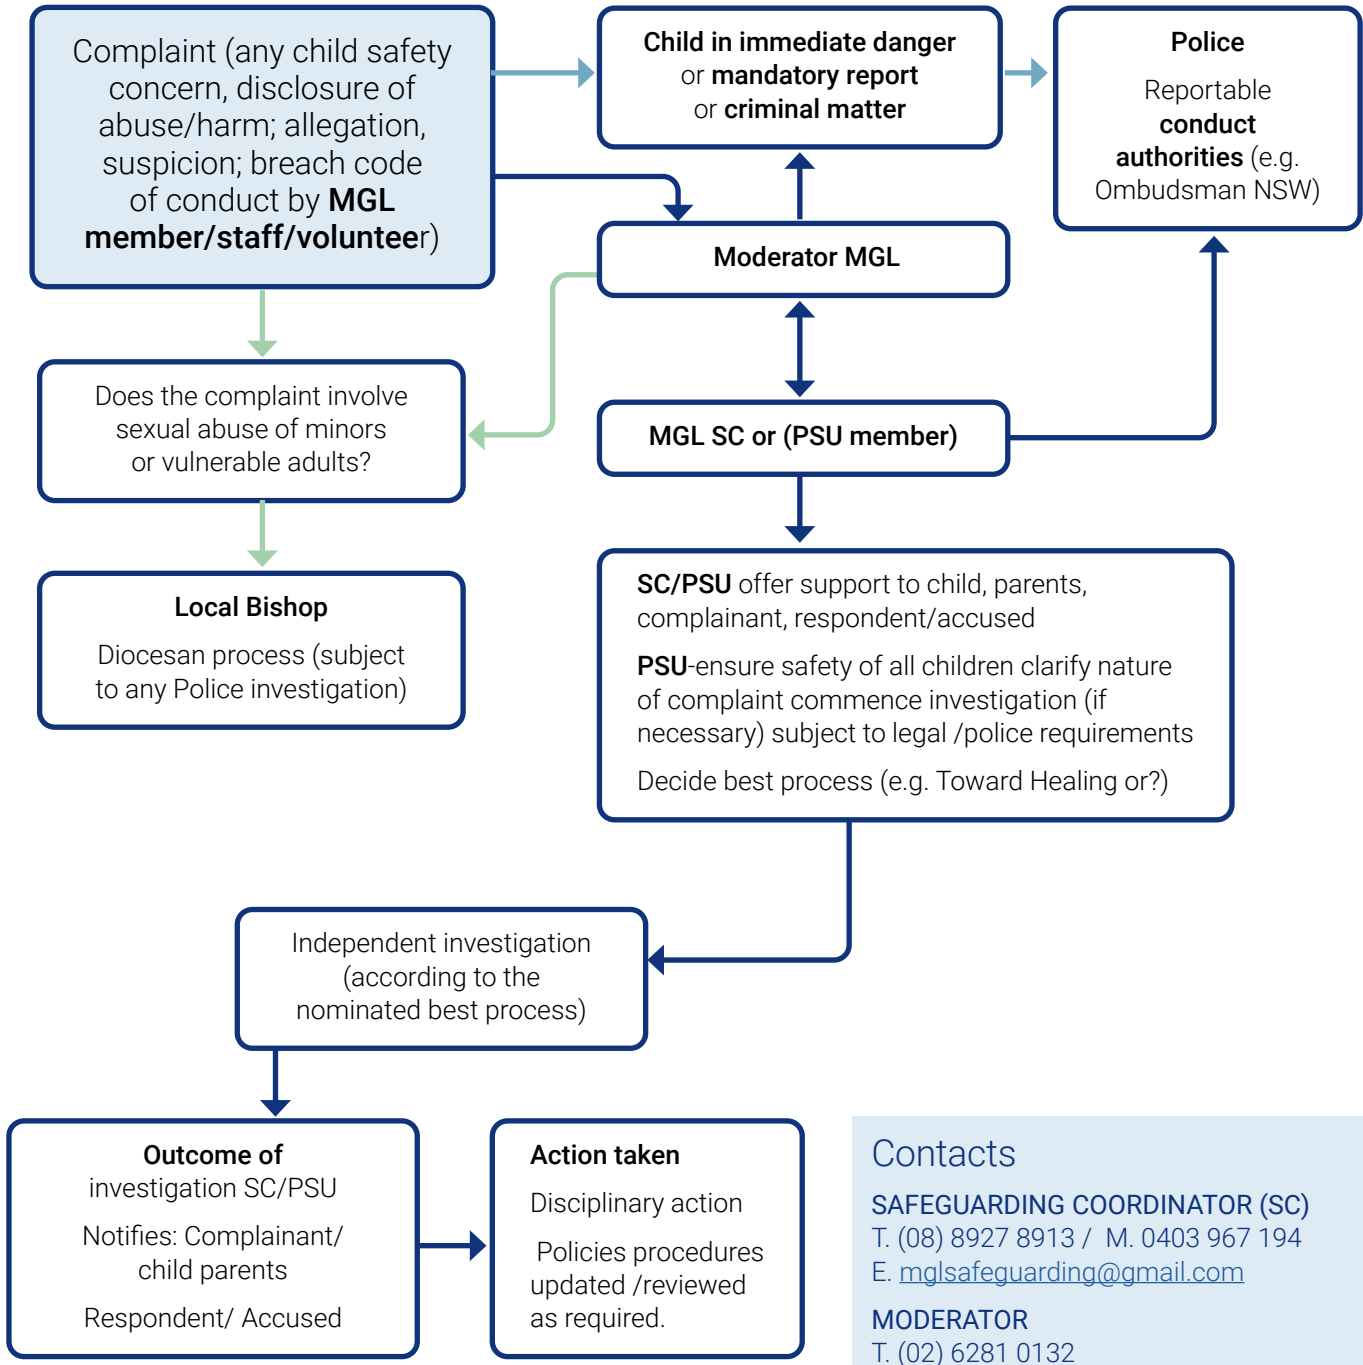 Complaint (any child safety
concern, disclosure of
abuse/harm; allegation,
suspicion; breach code
of conduct by MGL
member/staff/volunteer)
Child in immediate danger
or mandatory report
or criminal matter
Police
Reportable
conduct
authorities (e.g.
Ombudsman NSW)
Moderator MGL
Does the complaint involve
sexual abuse of minors
or vulnerable adults?
MGL SC or (PSU member)
Local Bishop
Diocesan process (subject
to any Police investigation)
SC/PSU offer support to child, parents,
complainant, respondent/accused
PSU-ensure safety of all children clarify nature
of complaint commence investigation (if
necessary) subject to legal /police requirements
Decide best process (e.g. Toward Healing or?)
Independent investigation
(according to the
nominated best process)
Outcome of
investigation SC/PSU
Notifies: Complainant/
child parents
Respondent/ Accused
Action taken
Disciplinary action
Policies procedures
updated /reviewed
as required.
Contacts
SAFEGUARDING COORDINATOR (SC)
T. (08) 8927 8913 / M. 0403 967 194
E. mglsafeguarding@gmail.com
MODERATOR
T. (02) 6281 0132